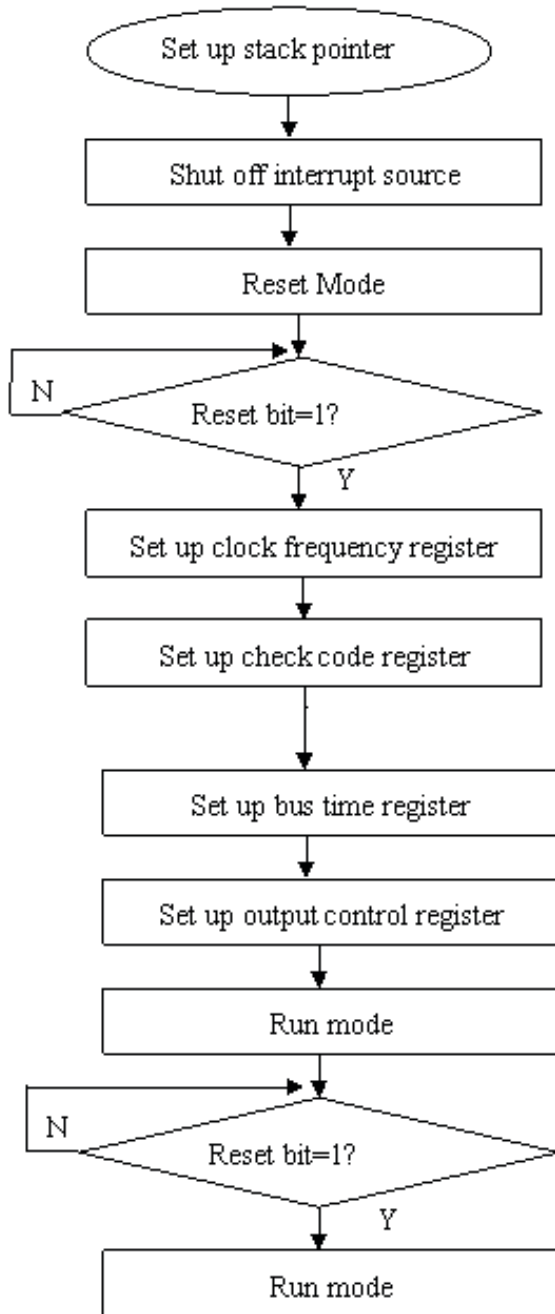 Set up stack pointer
Shut off interrupt source
Reset Mode
N
Reset bit=1?
Y
Set up clock frequency register
Set up check code register
Set up bus time register
Set up output control register
Run mode
N
Reset bit=1?
Y
Run mode